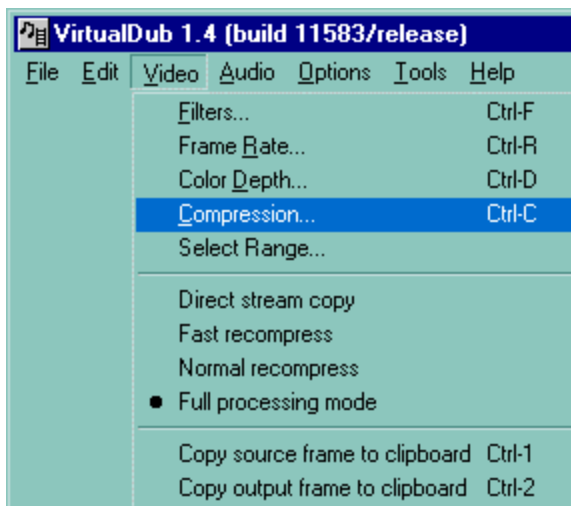 VirtualDub 1.4 (build 11583/release)
File Edit Video Audio Options Tools Help
Filters... Ctrl-F
Frame Rate... Ctrl-R
Color Depth... Ctrl-D
Compression... Ctrl-C
Select Range...
Direct stream copy
Fast recompress
Normal recompress
Full processing mode
Copy source frame to clipboard Ctrl-1
Copy output frame to clipboard Ctrl-2